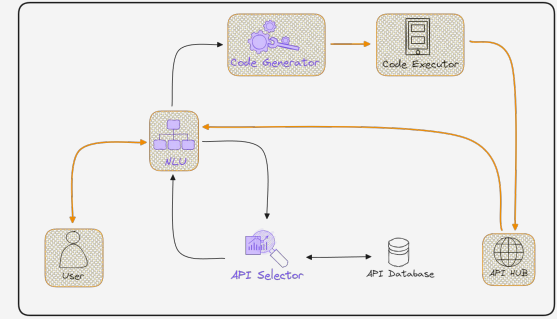 Code Generator
Code Executor
NLU
User
API Selector
API Database
API HUB